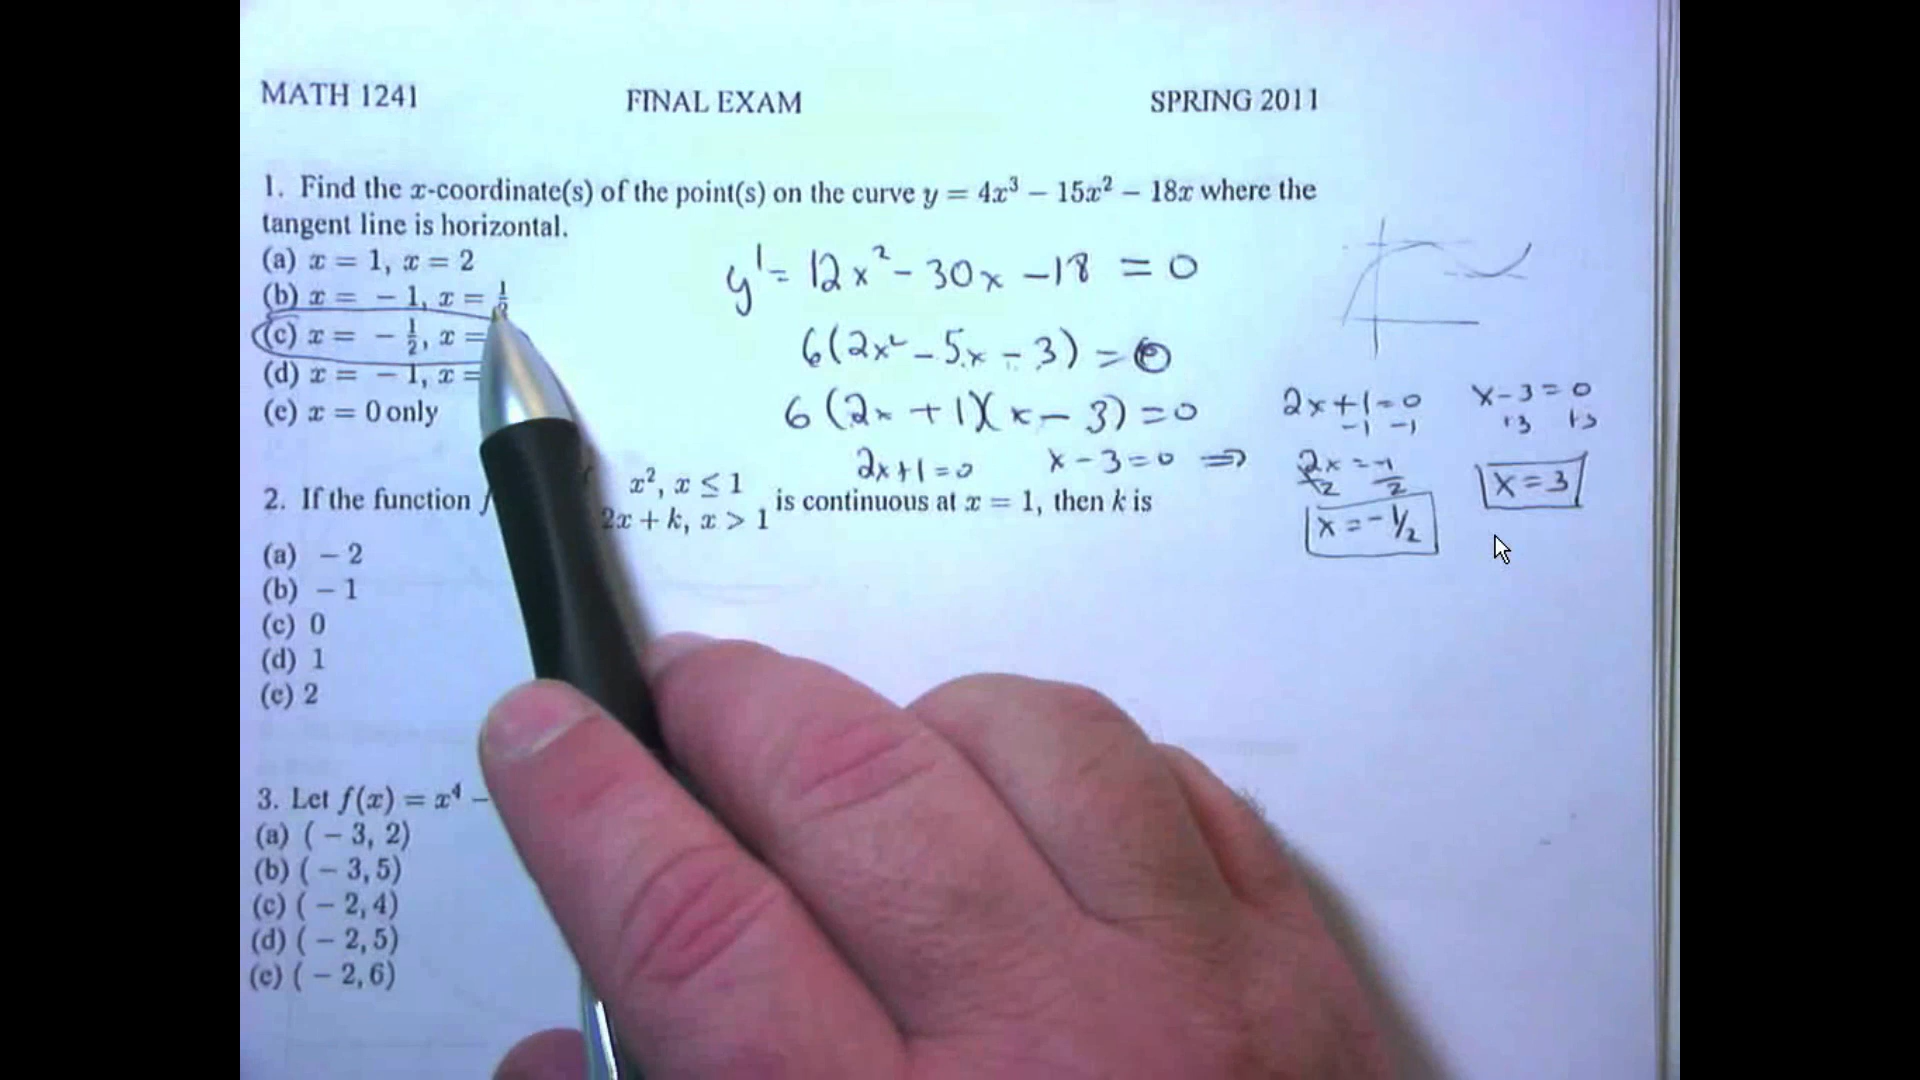 MATH 1241 FINAL EXAM SPRING 2011
1. Find the x-coordinate(s) of the point(s) on the curve y = 4x³ − 15x² − 18x where the
tangent line is horizontal.
(a) x = 1, x = 2
(b) x = − 1, x =
(c) x = − 1/2, x =
(d) x = − 1, x =
(e) x = 0 only
y' = 12x² − 30x − 18 = 0
6(2x² − 5x − 3) = 0
6(2x + 1)(x − 3) = 0
2x+1=0 x−3=0 ⇒
2x+1=0
−1 −1
2x = −1
2 2
x = −1/2
x−3=0
+3 +3
x=3
2. If the function x², x ≤ 1
2x + k, x > 1 is continuous at x = 1, then k is
(a) − 2
(b) − 1
(c) 0
(d) 1
(e) 2
3. Let f(x) = x⁴ −
(a) ( − 3, 2)
(b) ( − 3, 5)
(c) ( − 2, 4)
(d) ( − 2, 5)
(e) ( − 2, 6)